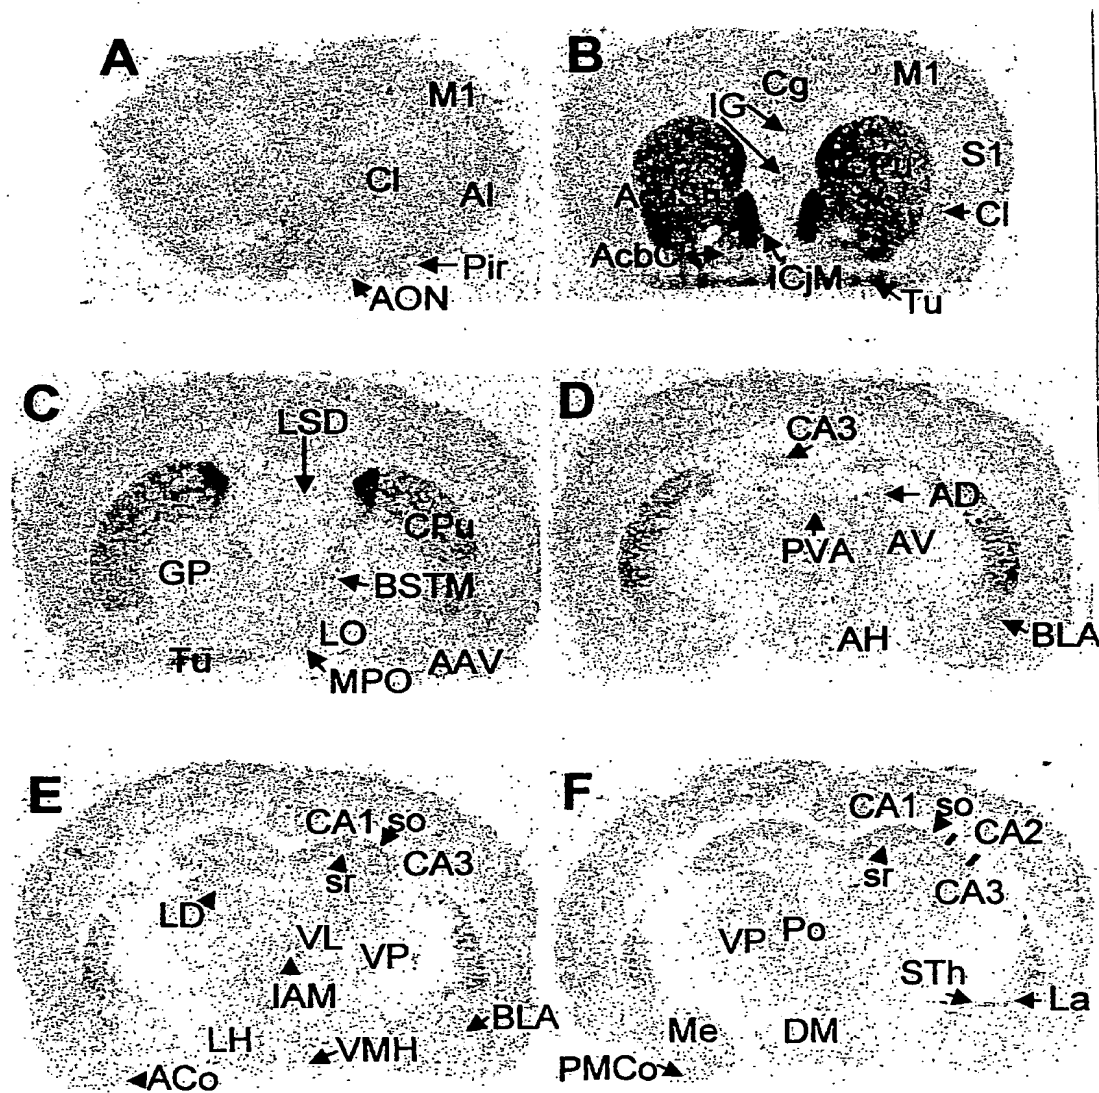 A
M1
Cl
AI
Pir
AON
B
Cg
M1
IG
S1
Cl
AcbC
ICjM
Tu
C
LSD
CPu
GP
BSTM
LO
Tu
MPO
AAV
D
CA3
AD
PVA
AV
AH
BLA
E
CA1
so
sr
CA3
LD
VL
VP
IAM
BLA
LH
VMH
ACo
F
CA1
so
CA2
sr
CA3
VP
Po
STh
La
Me
DM
PMCo